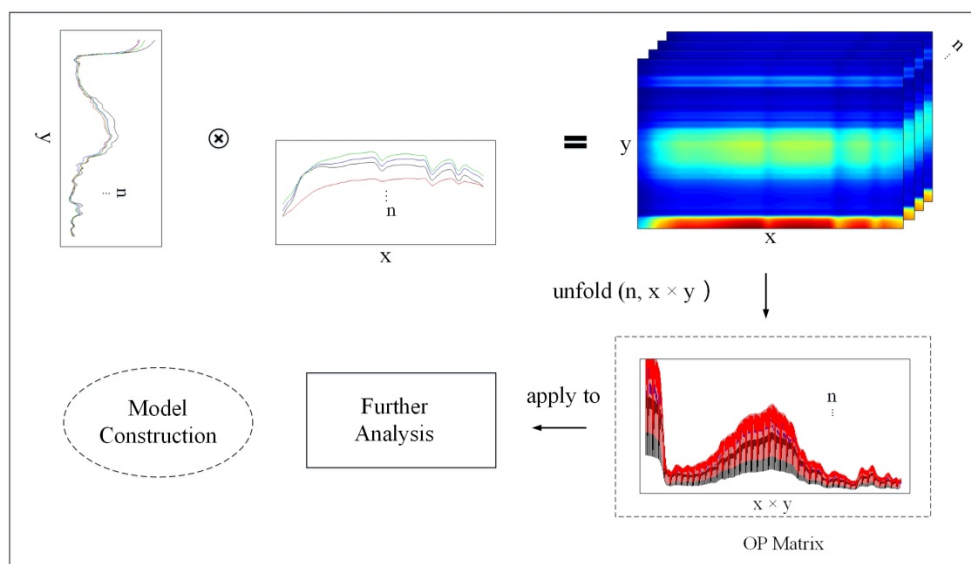 y
... n
⊗
... n
x
=
... n
y
x
unfold (n, x × y )
n
...
x × y
OP Matrix
apply to
Further
Analysis
Model
Construction